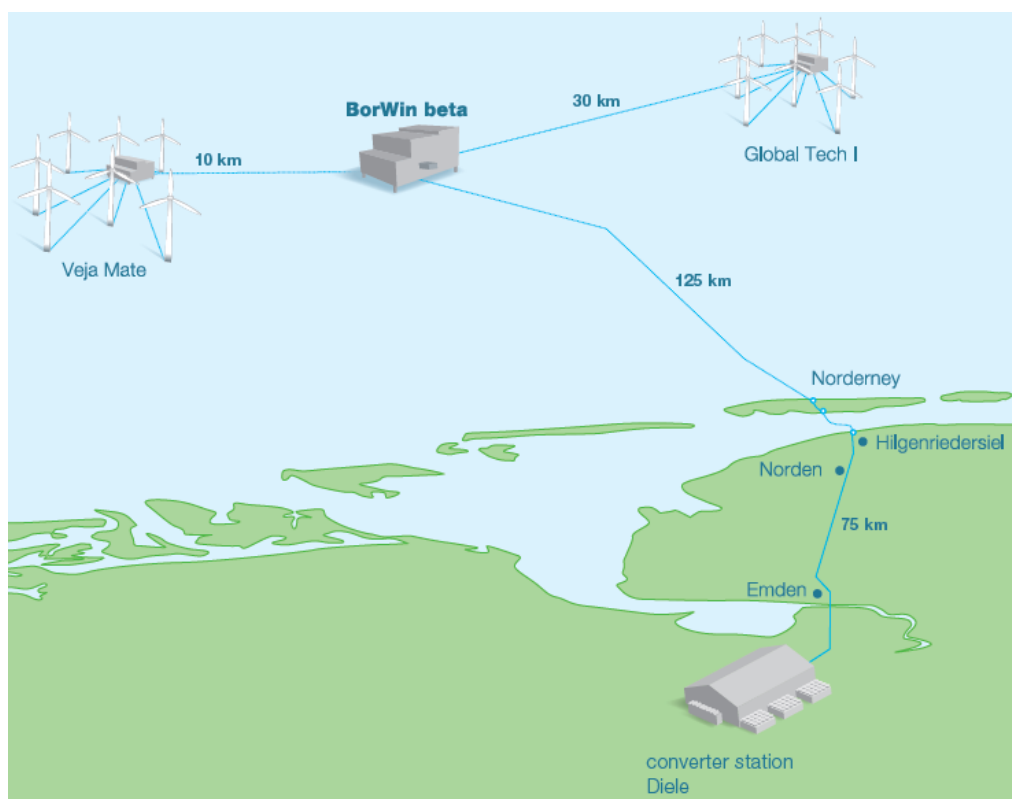 BorWin beta
30 km
Global Tech I
10 km
Veja Mate
125 km
Norderney
Hilgenriedersiel
Norden
75 km
Emden
converter station
Diele